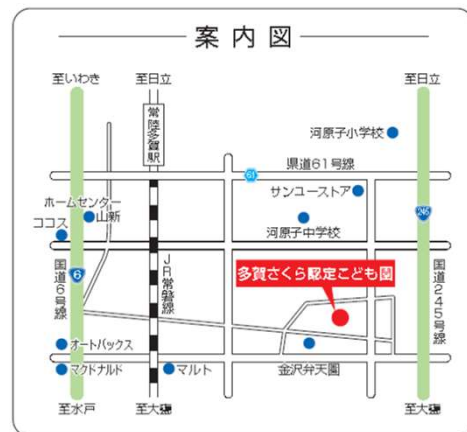 案内図
至いわき
至日立
至日立
常陸多賀駅
河原子小学校
県道61号線
61
サンユーストア
ホームセンター
山新
ココス
河原子中学校
245
6
国道6号線
JR常磐線
多賀さくら認定こども園
国道245号線
オートバックス
マクドナルド
マルト
金沢弁天園
至水戸
至大甕
至大甕